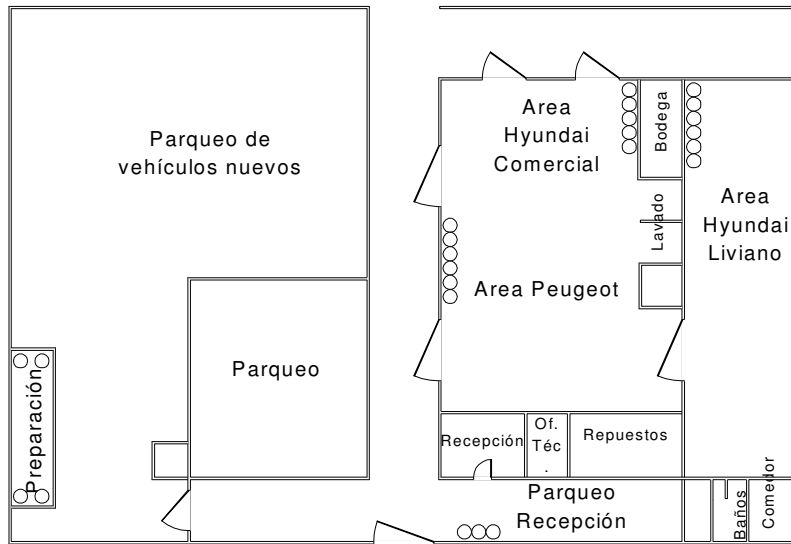 Parqueo de
vehículos nuevos
Parqueo
Preparación
Area
Hyundai
Comercial
Bodega
Lavado
Area
Hyundai
Liviano
Area Peugeot
Recepción
Of.
Téc
.
Repuestos
Parqueo
Recepción
Baños
Comedor